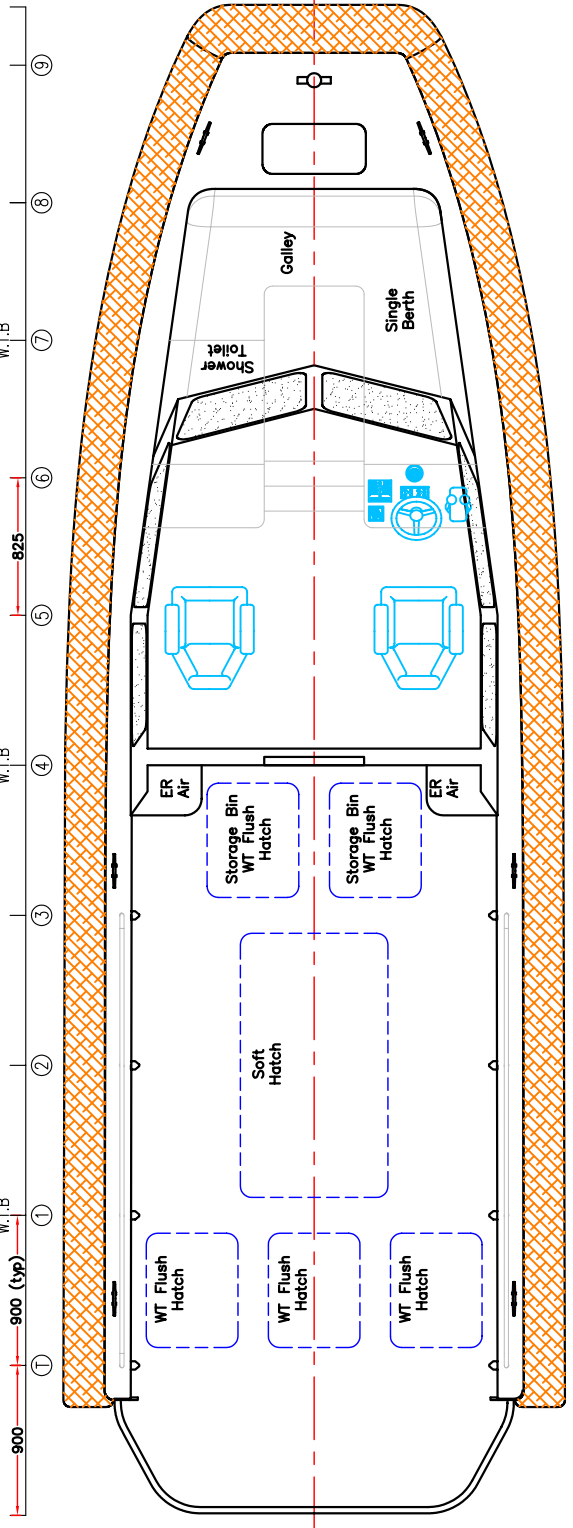 9
8
W.T.B
7
6
825
5
W.T.B
4
3
2
W.T.B
1
900 (typ)
T
900
Galley
Single
Berth
Shower
Toilet
ER
Air
ER
Air
Storage Bin
WT Flush
Hatch
Storage Bin
WT Flush
Hatch
Soft
Hatch
WT Flush
Hatch
WT Flush
Hatch
WT Flush
Hatch